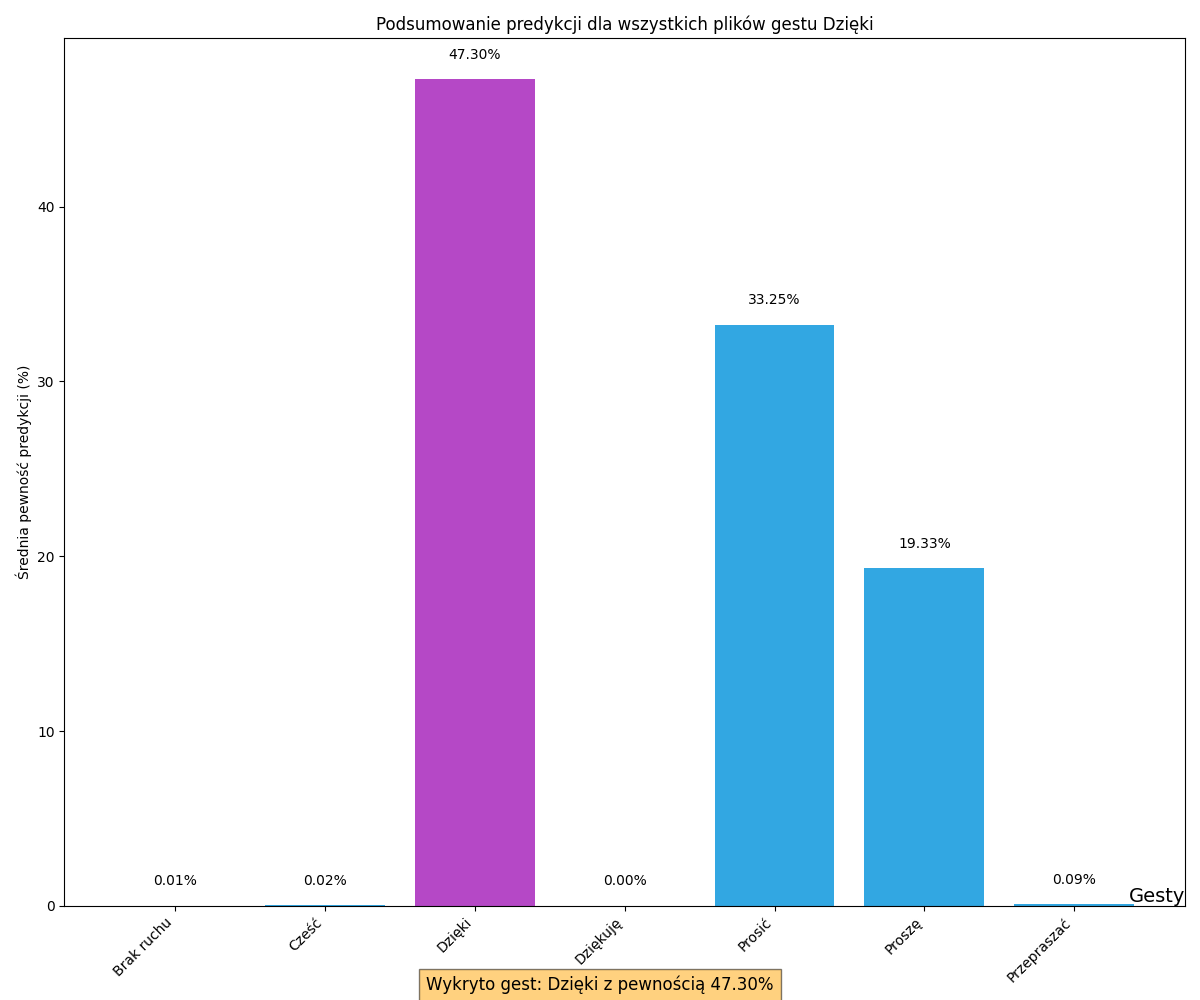 Podsumowanie predykcji dla wszystkich plików gestu Dzięki
47.30%
40
33.25%
30
Średnia pewność predykcji (%)
20
19.33%
10
0.01%
0.02%
0.00%
0.09%
Gesty
0
Brak ruchu
Cześć
Dzięki
Dziękuję
Prosić
Proszę
Przepraszać
Wykryto gest: Dzięki z pewnością 47.30%